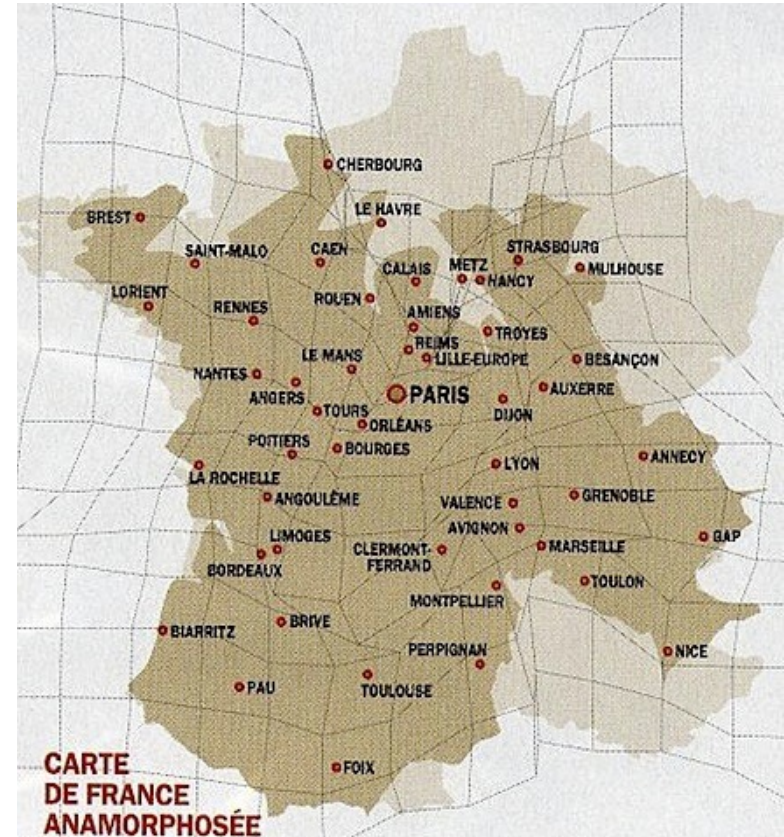 CHERBOURG
LE HAVRE
BREST
SAINT-MALO
CAEN
STRASBOURG
METZ
NANCY
MULHOUSE
CALAIS
LORIENT
RENNES
ROUEN
AMIENS
TROYES
REIMS
LILLE-EUROPE
LE MANS
BESANÇON
NANTES
ANGERS
PARIS
AUXERRE
DIJON
TOURS
ORLÉANS
POITIERS
BOURGES
LA ROCHELLE
LYON
ANNECY
ANGOULÊME
VALENCE
GRENOBLE
AVIGNON
GAP
LIMOGES
BORDEAUX
CLERMONT-
FERRAND
MARSEILLE
MONTPELLIER
TOULON
BRIVE
BIARRITZ
PERPIGNAN
NICE
PAU
TOULOUSE
FOIX
CARTE
DE FRANCE
ANAMORPHOSÉE